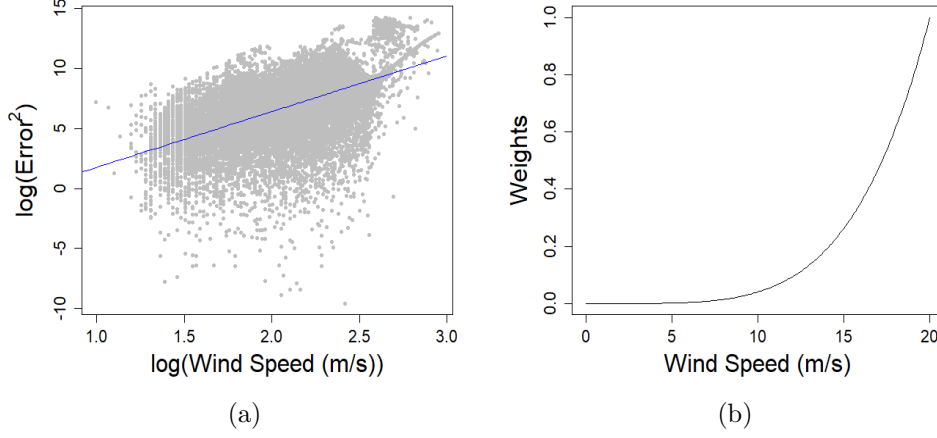 15
10
5
0
-5
-10
log(Error²)
1.0 1.5 2.0 2.5 3.0
log(Wind Speed (m/s))
(a)
1.0
0.8
0.6
0.4
0.2
0.0
Weights
0 5 10 15 20
Wind Speed (m/s)
(b)